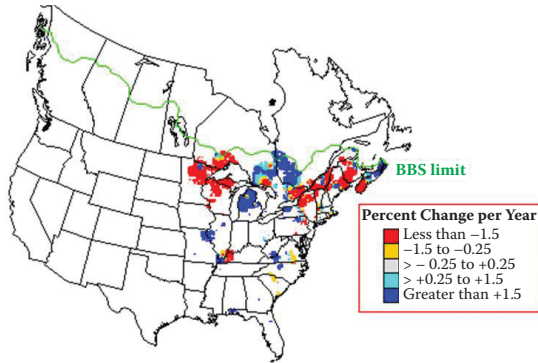 BBS limit
Percent Change per Year
Less than −1.5
−1.5 to −0.25
> − 0.25 to +0.25
> +0.25 to +1.5
Greater than +1.5